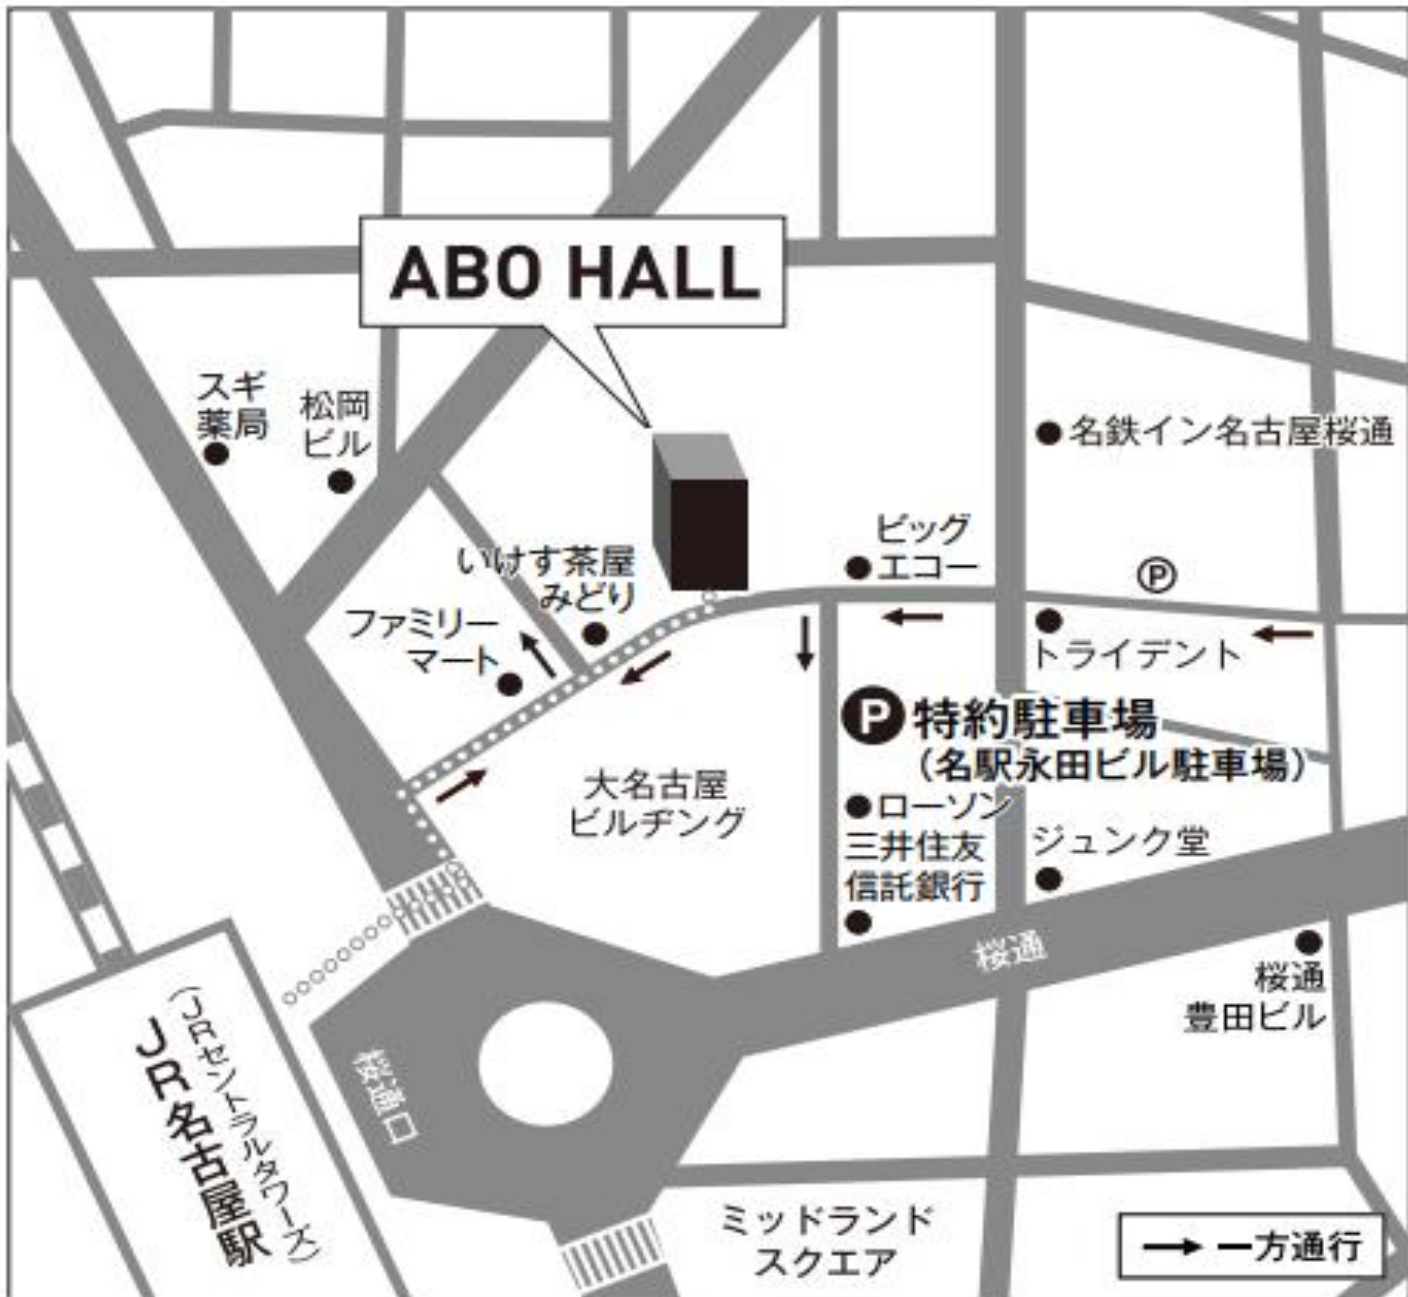 ABO HALL
スギ
薬局
松岡
ビル
名鉄イン名古屋桜通
ビッグ
エコー
P
いけす茶屋
みどり
ファミリー
マート
トライデント
P 特約駐車場
(名駅永田ビル駐車場)
大名古屋
ビルヂング
ローソン
三井住友
信託銀行
ジュンク堂
桜通
桜通
豊田ビル
桜通口
(JRセントラルタワーズ)
JR名古屋駅
ミッドランド
スクエア
一方通行